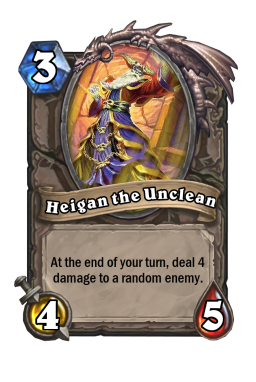 3
Heigan the Unclean
At the end of your turn, deal 4
damage to a random enemy.
4
5